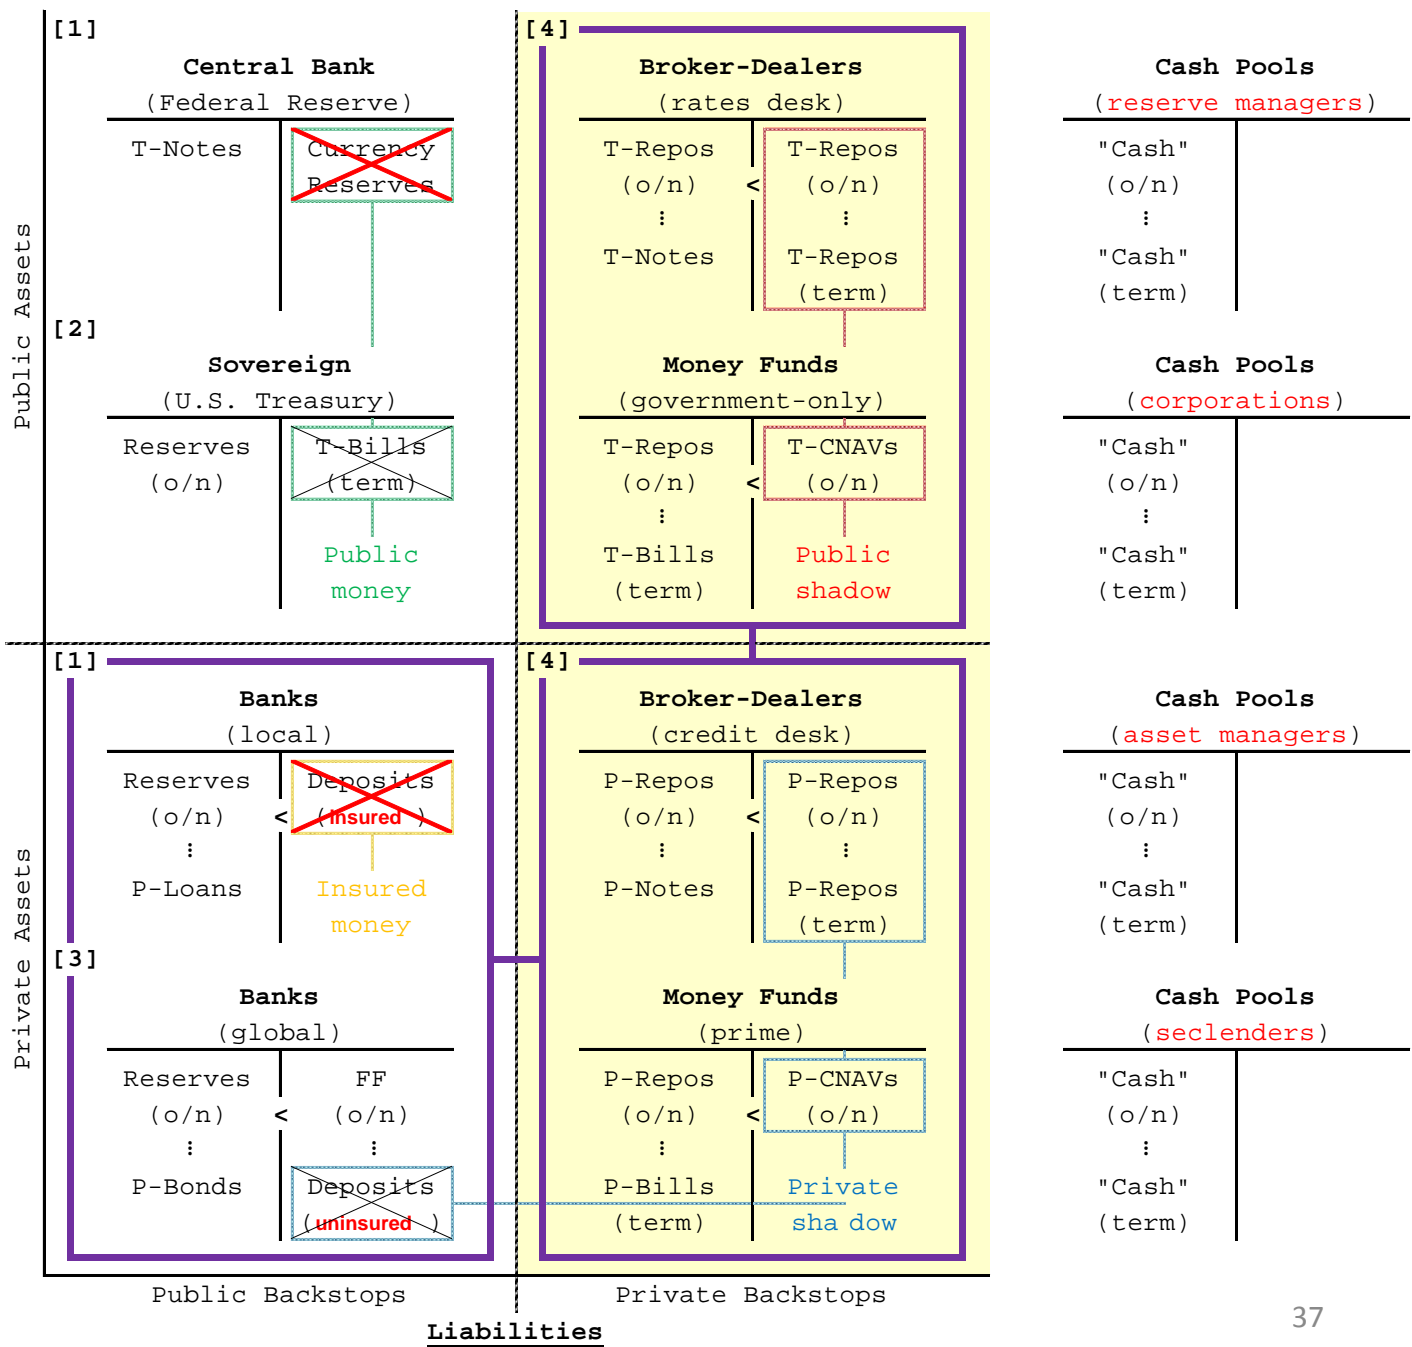 [1]
Central Bank
(Federal Reserve)
T-Notes
Currency
Reserves
[2]
Sovereign
(U.S. Treasury)
Reserves
(o/n)
T-Bills
(term)
Public
money
[4]
Broker-Dealers
(rates desk)
T-Repos
(o/n)
⋮
T-Notes
<
T-Repos
(o/n)
⋮
T-Repos
(term)
Money Funds
(government-only)
T-Repos
(o/n)
⋮
T-Bills
(term)
<
T-CNAVs
(o/n)
Public
shadow
Cash Pools
(reserve managers)
"Cash"
(o/n)
⋮
"Cash"
(term)
Cash Pools
(corporations)
"Cash"
(o/n)
⋮
"Cash"
(term)
Public Assets
[1]
Banks
(local)
Reserves
(o/n)
⋮
P-Loans
<
Deposits
(insured )
Insured
money
[3]
Banks
(global)
Reserves
(o/n)
⋮
P-Bonds
<
FF
(o/n)
⋮
Deposits
(uninsured )
[4]
Broker-Dealers
(credit desk)
P-Repos
(o/n)
⋮
P-Notes
<
P-Repos
(o/n)
⋮
P-Repos
(term)
Money Funds
(prime)
P-Repos
(o/n)
⋮
P-Bills
(term)
<
P-CNAVs
(o/n)
Private
sha dow
Cash Pools
(asset managers)
"Cash"
(o/n)
⋮
"Cash"
(term)
Cash Pools
(seclenders)
"Cash"
(o/n)
⋮
"Cash"
(term)
Private Assets
Public Backstops
Private Backstops
Liabilities
37